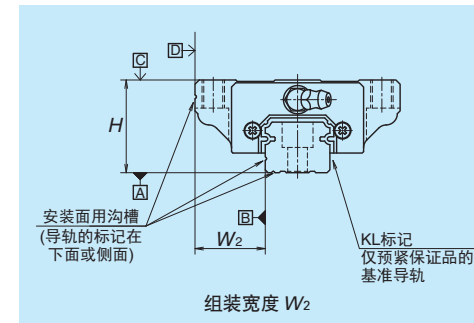 D
C
H
A
B
安装面用沟槽
(导轨的标记在
下面或侧面)
W2
KL标记
仅预紧保证品的
基准导轨
组装宽度 W2